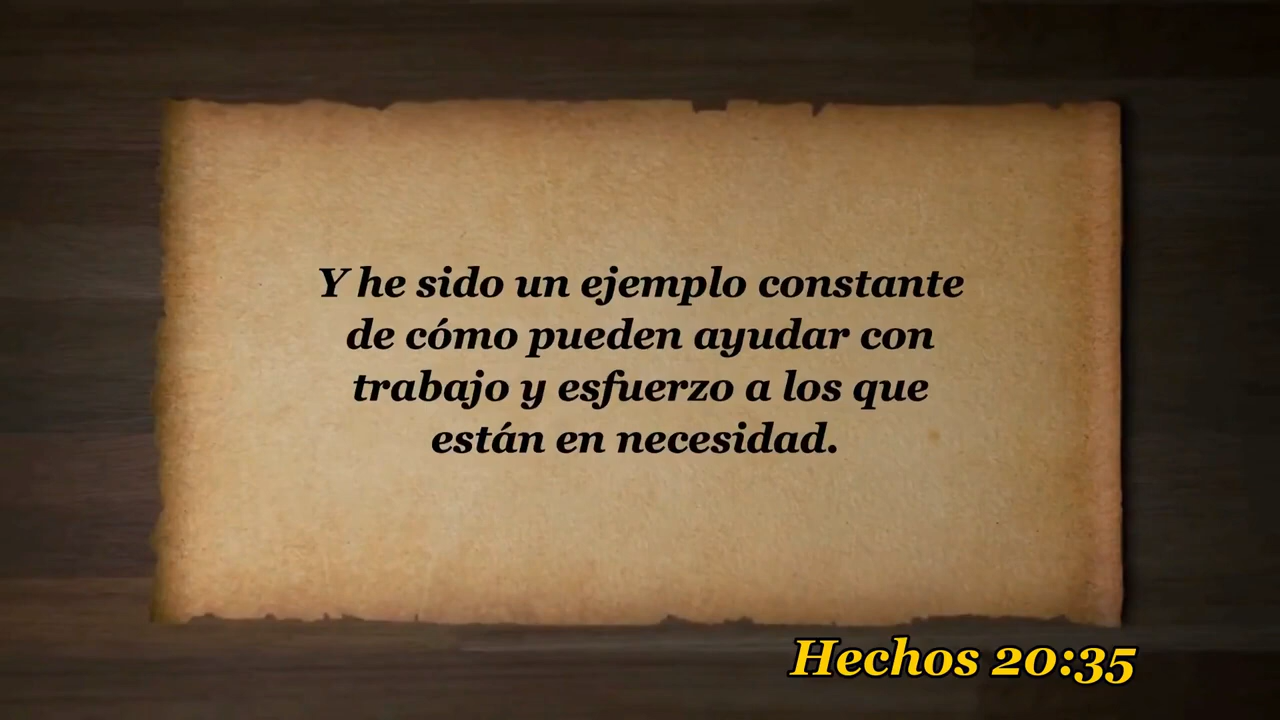 Y he sido un ejemplo constante
de cómo pueden ayudar con
trabajo y esfuerzo a los que
están en necesidad.
Hechos 20:35